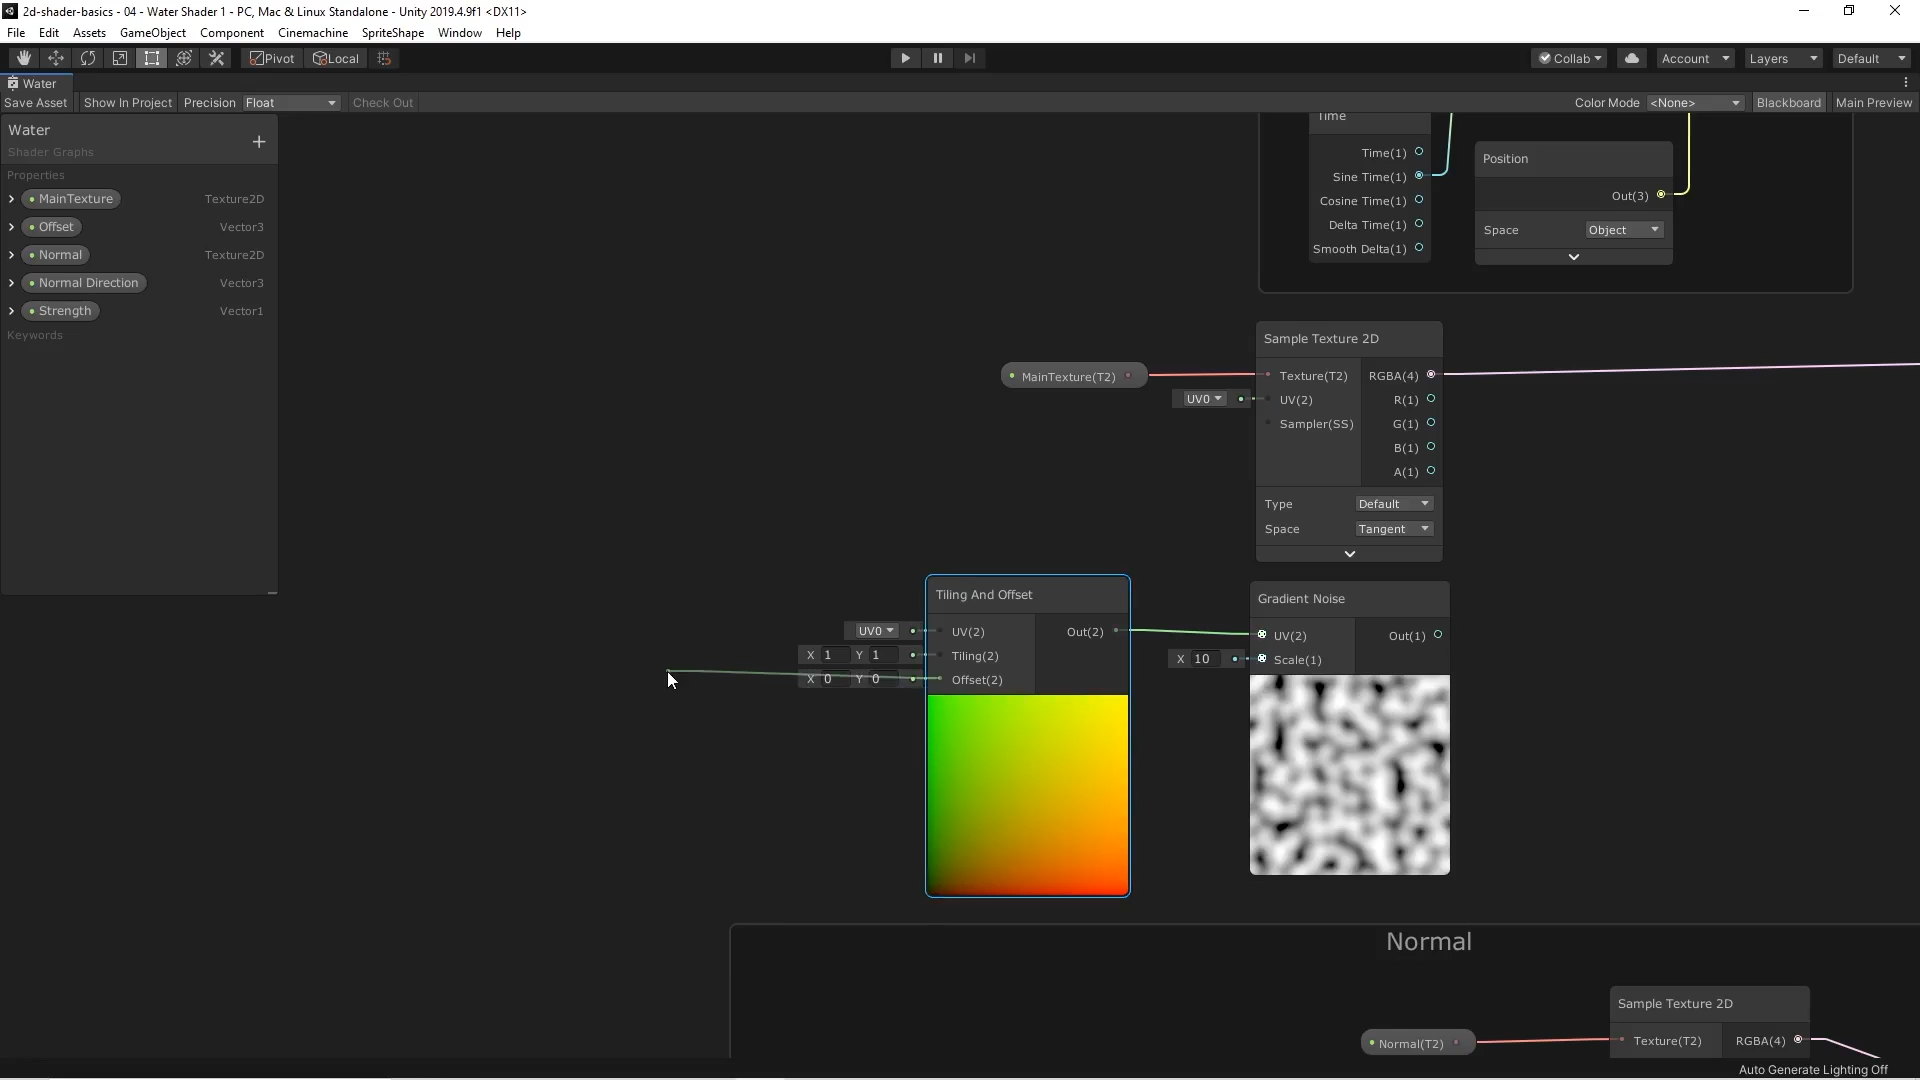 2d-shader-basics - 04 - Water Shader 1 - PC, Mac & Linux Standalone - Unity 2019.4.9f1 <DX11>
File Edit Assets GameObject Component Cinemachine SpriteShape Window Help
Pivot Local Collab Account Layers Default
Water
Save Asset Show In Project Precision Float Check Out Color Mode <None> Blackboard Main Preview
Water
Shader Graphs
Properties
MainTexture Texture2D
Offset Vector3
Normal Texture2D
Normal Direction Vector3
Strength Vector1
Keywords
Time
Time(1)
Sine Time(1)
Cosine Time(1)
Delta Time(1)
Smooth Delta(1)
Position
Out(3)
Space Object
MainTexture(T2)
Sample Texture 2D
Texture(T2) RGBA(4)
UV0 UV(2) R(1)
Sampler(SS) G(1)
B(1)
A(1)
Type Default
Space Tangent
Tiling And Offset
UV0 UV(2) Out(2)
X 1 Y 1 Tiling(2)
X 0 Y 0 Offset(2)
Gradient Noise
UV(2) Out(1)
X 10 Scale(1)
Normal
Normal(T2)
Sample Texture 2D
Texture(T2) RGBA(4)
Auto Generate Lighting Off